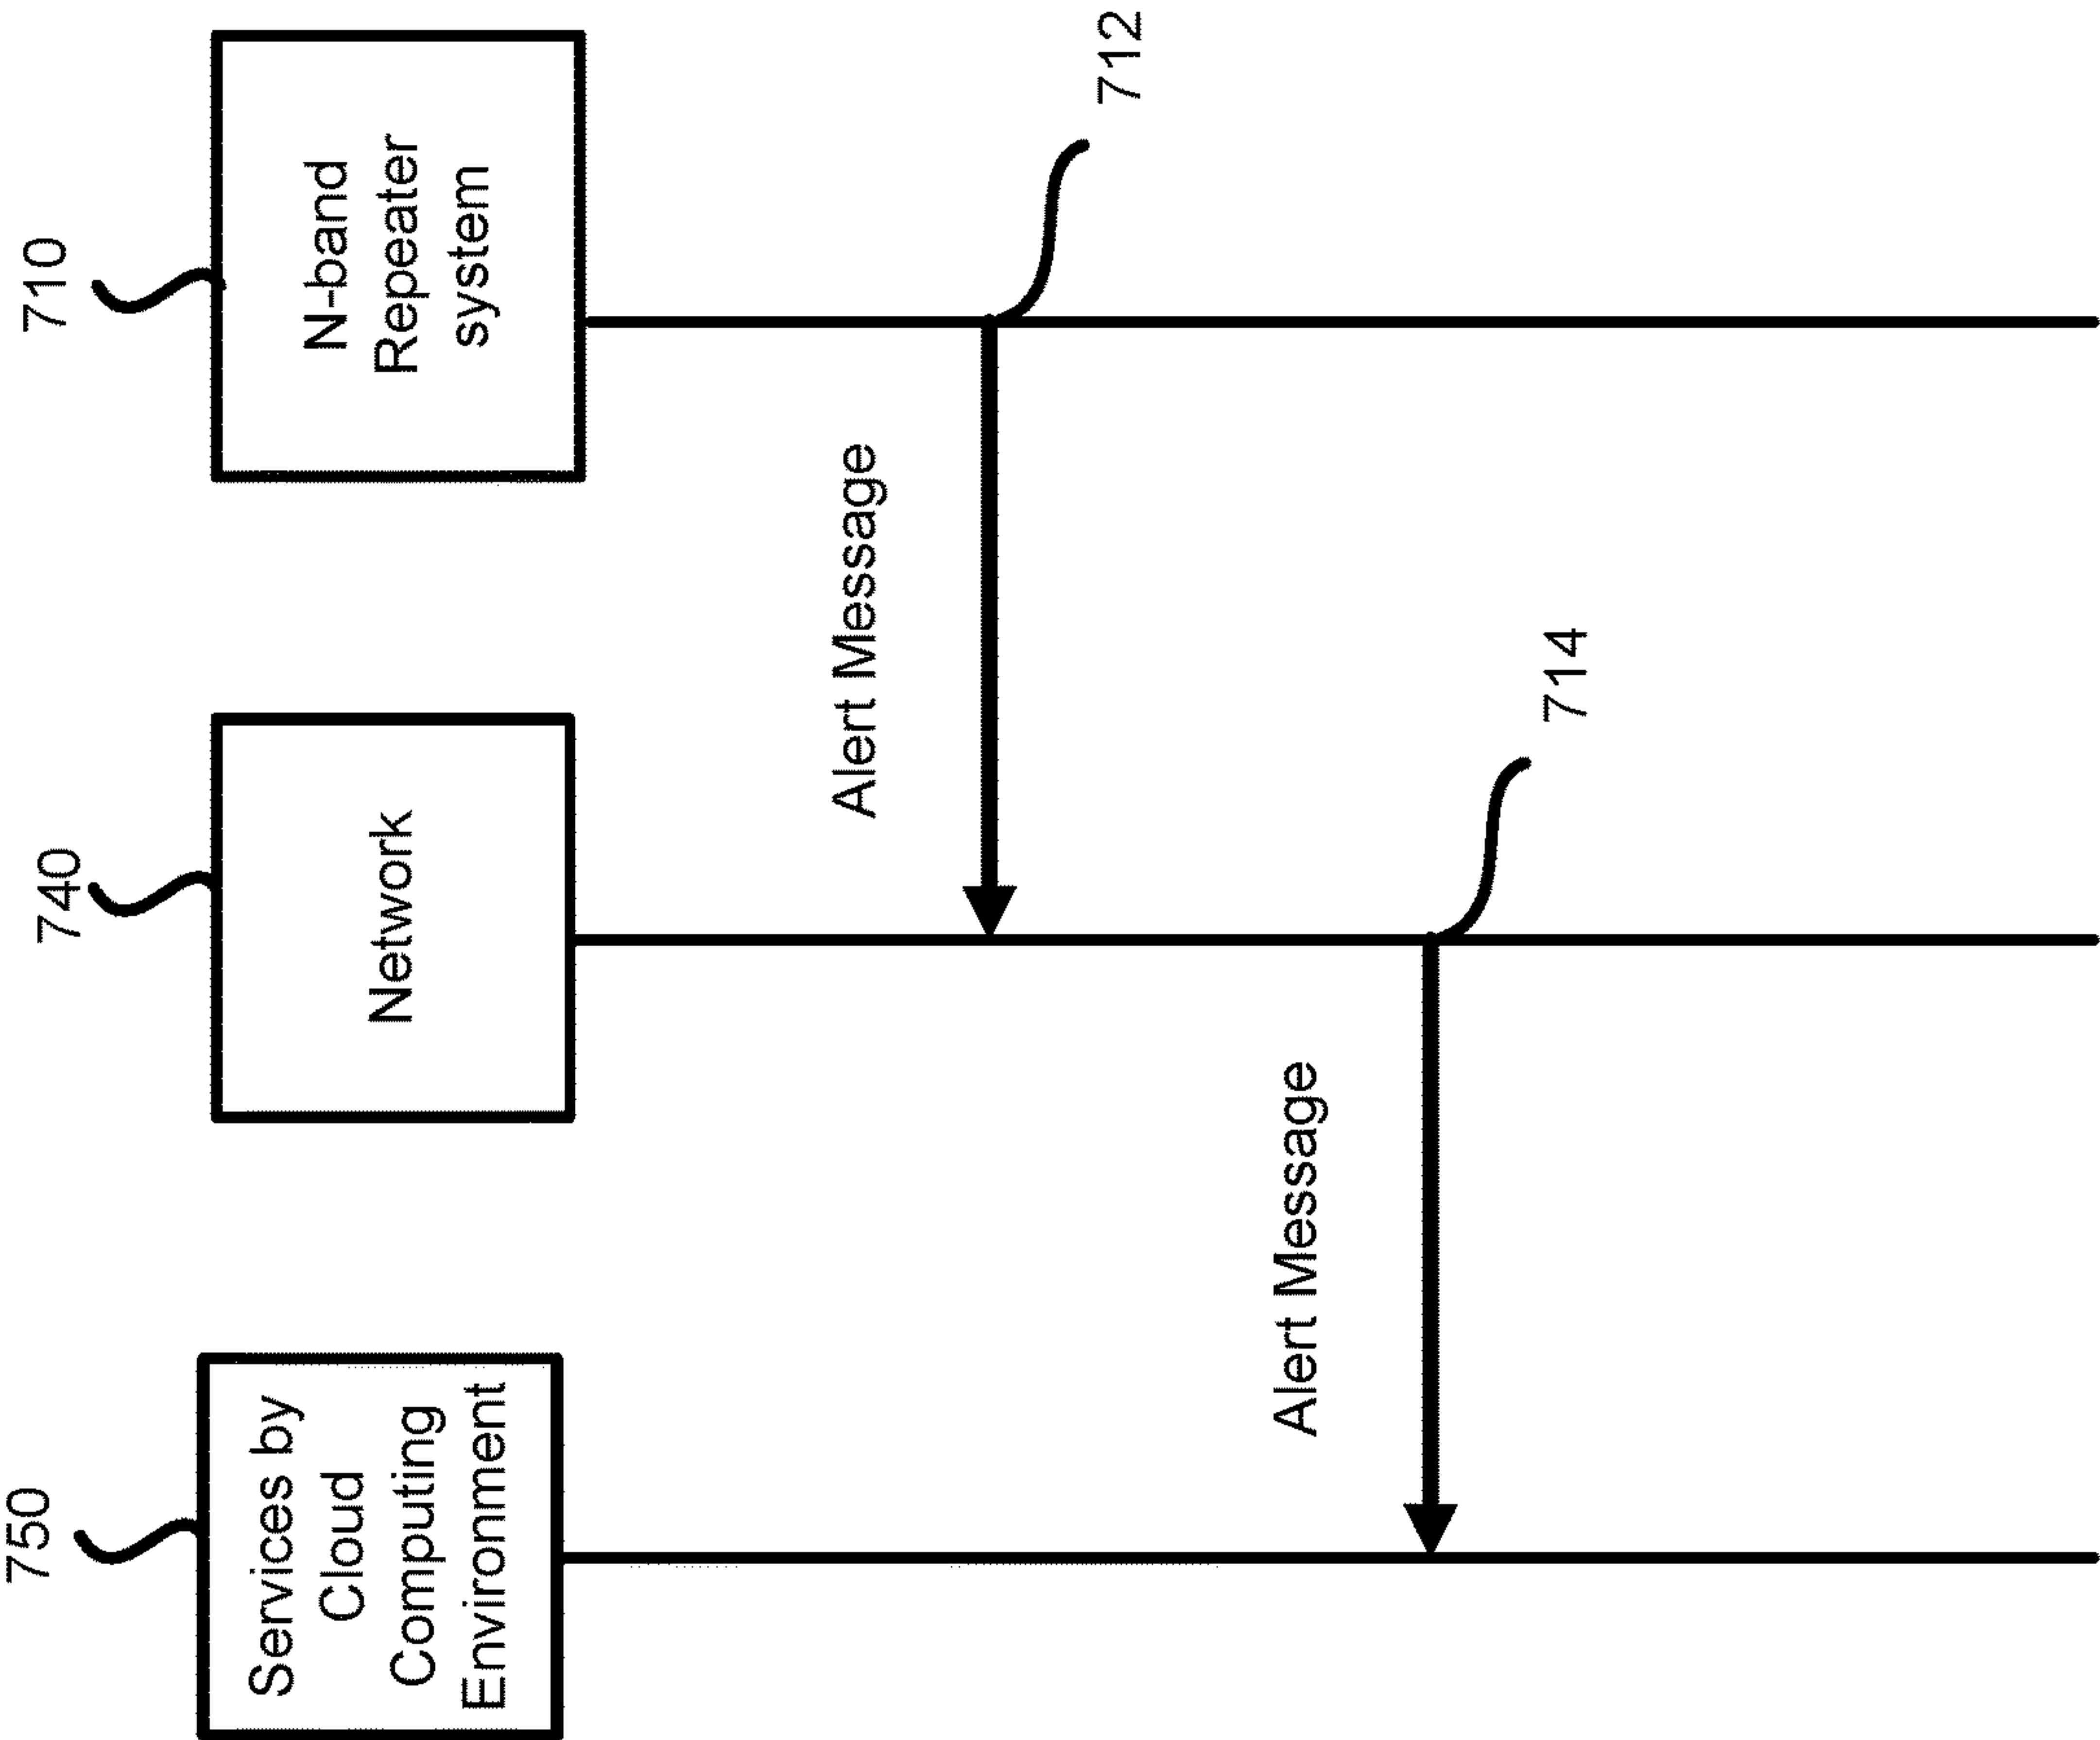 750
Services by
Cloud
Computing
Environment
740
Network
710
N-band
Repeater
system
Alert Message
712
Alert Message
714